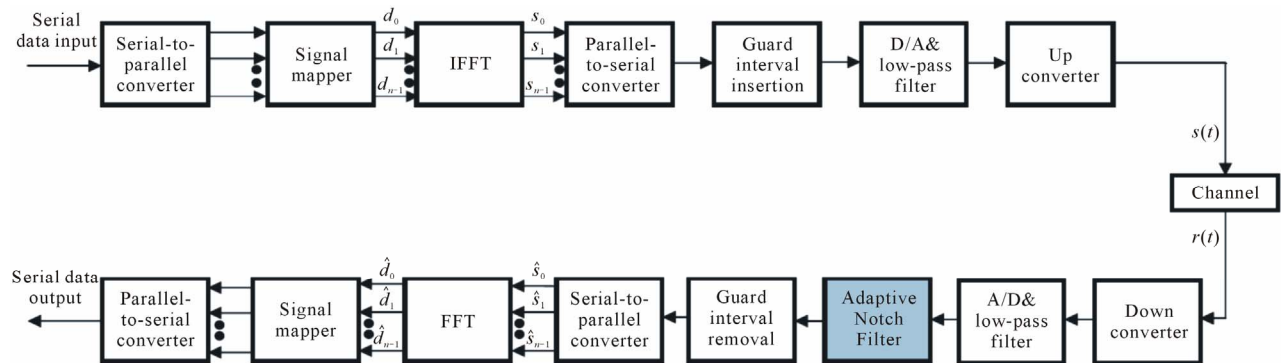 Serial
data input
Serial-to-
parallel
converter
Signal
mapper
d₀
d₁
dₙ₋₁
IFFT
s₀
s₁
sₙ₋₁
Parallel-
to-serial
converter
Guard
interval
insertion
D/A&
low-pass
filter
Up
converter
s(t)
Channel
r(t)
Down
converter
A/D&
low-pass
filter
Adaptive
Notch
Filter
Guard
interval
removal
Serial-to-
parallel
converter
ŝ₀
ŝ₁
ŝₙ₋₁
FFT
d̂₀
d̂₁
d̂ₙ₋₁
Signal
mapper
Parallel-
to-serial
converter
Serial data
output